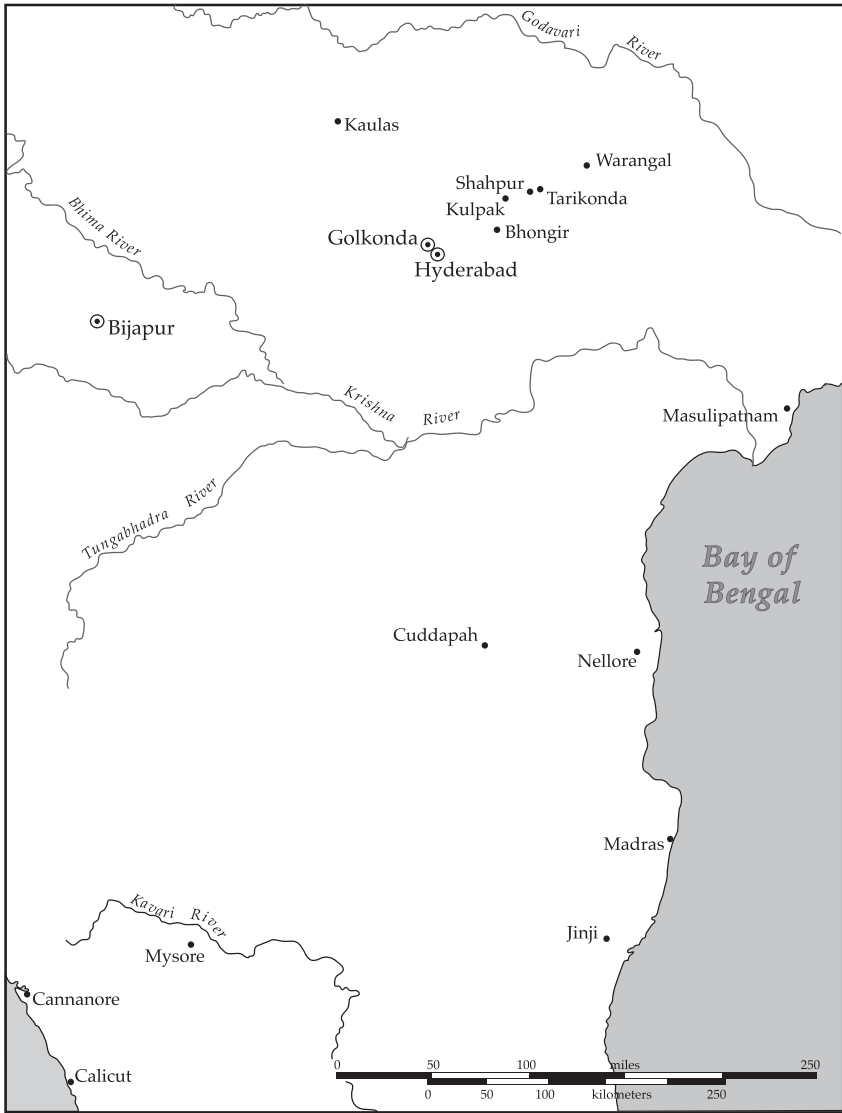 Godavari
River
Kaulas
Warangal
Shahpur
Tarikonda
Kulpak
Bhongir
Bhima River
Golkonda
Hyderabad
Bijapur
Krishna
River
Masulipatnam
Tungabhadra River
Bay of
Bengal
Cuddapah
Nellore
Madras
Kavari River
Jinji
Mysore
Cannanore
Calicut
0 50 100 miles 250
0 50 100 kilometers 250